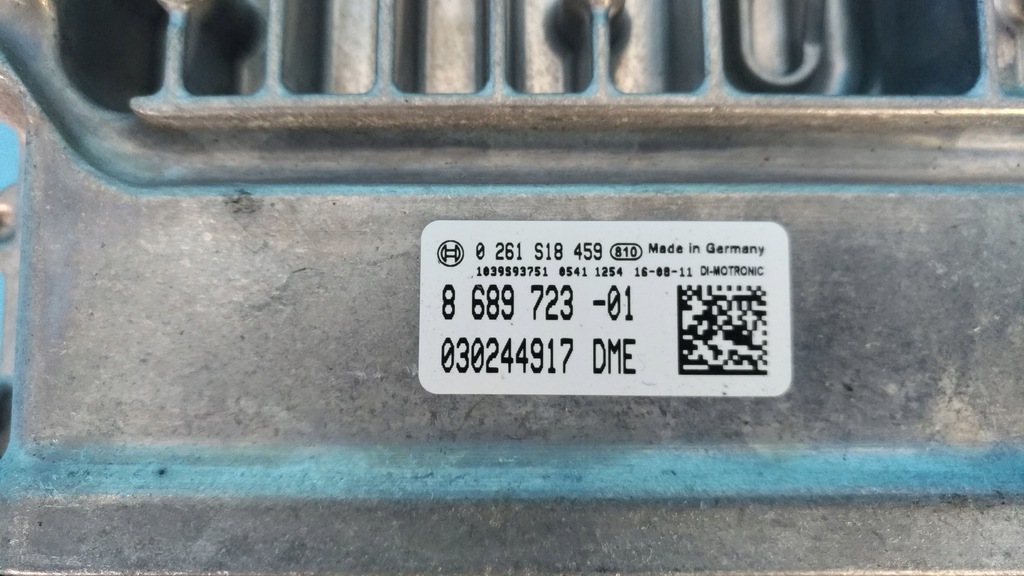 0 261 S18 459 810 Made in Germany
1039S93751 0541 1254 16-08-11 DI-MOTRONIC
8 689 723 -01
030244917 DME